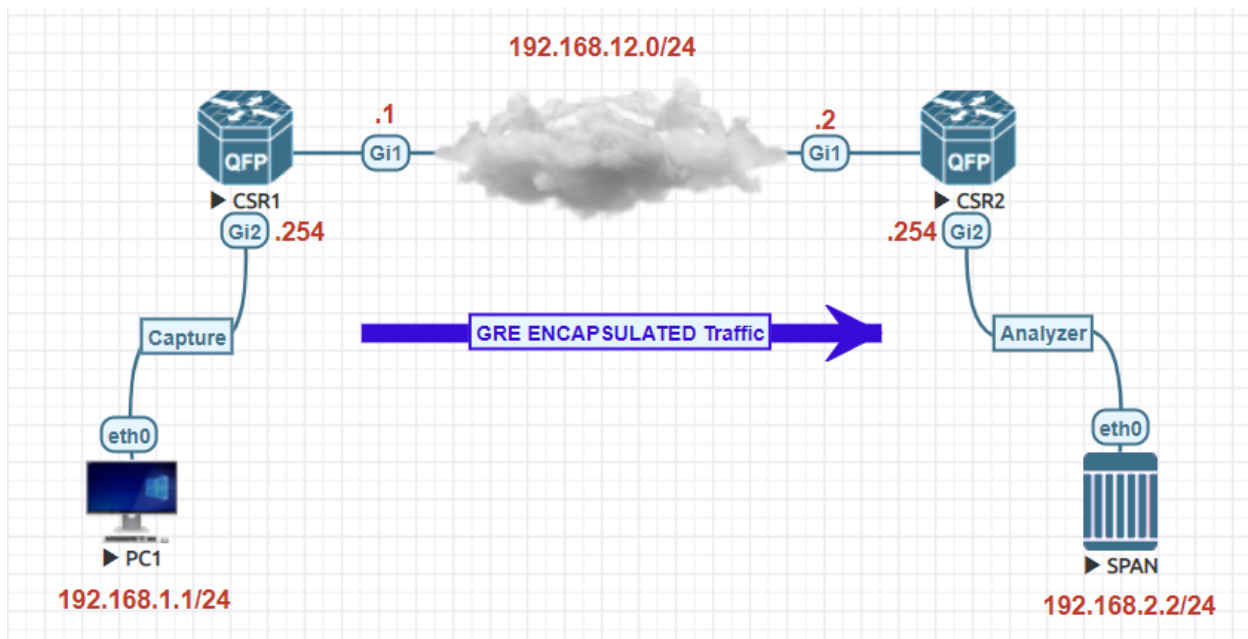 192.168.12.0/24
.1
.2
Gi1
Gi1
QFP
QFP
CSR1
CSR2
Gi2
.254
.254
Gi2
GRE ENCAPSULATED Traffic
Capture
Analyzer
eth0
eth0
PC1
SPAN
192.168.1.1/24
192.168.2.2/24